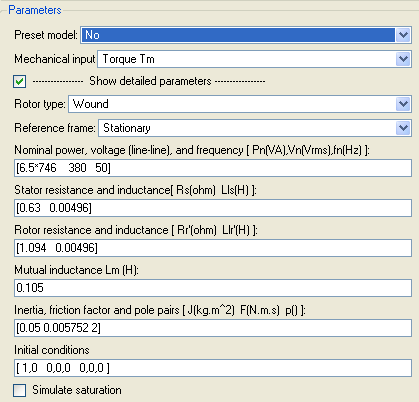 Parameters
Preset model: No
Mechanical input Torque Tm
---------------- Show detailed parameters ----------------
Rotor type: Wound
Reference frame: Stationary
Nominal power, voltage (line-line), and frequency [ Pn(VA),Vn(Vrms),fn(Hz) ]:
[6.5*746 380 50]
Stator resistance and inductance[ Rs(ohm) Lls(H) ]:
[0.63 0.00496]
Rotor resistance and inductance [ Rr'(ohm) Llr'(H) ]:
[1.094 0.00496]
Mutual inductance Lm (H):
0.105
Inertia, friction factor and pole pairs [ J(kg.m^2) F(N.m.s) p() ]:
[0.05 0.005752 2]
Initial conditions
[ 1,0 0,0,0 0,0,0 ]
Simulate saturation